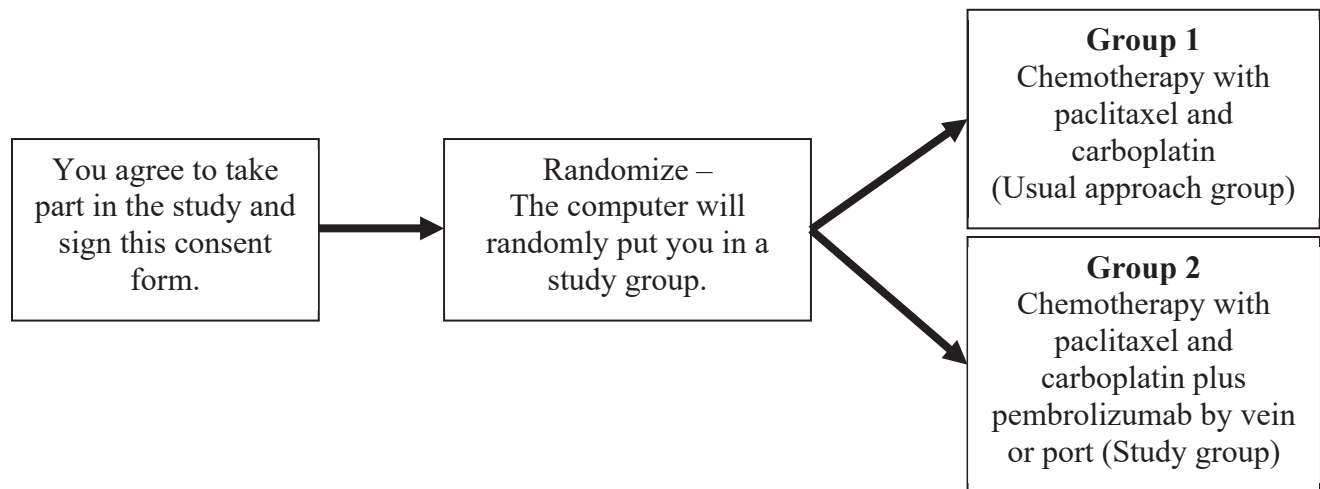 You agree to take
part in the study and
sign this consent
form.
Randomize –
The computer will
randomly put you in a
study group.
Group 1
Chemotherapy with
paclitaxel and
carboplatin
(Usual approach group)
Group 2
Chemotherapy with
paclitaxel and
carboplatin plus
pembrolizumab by vein
or port (Study group)